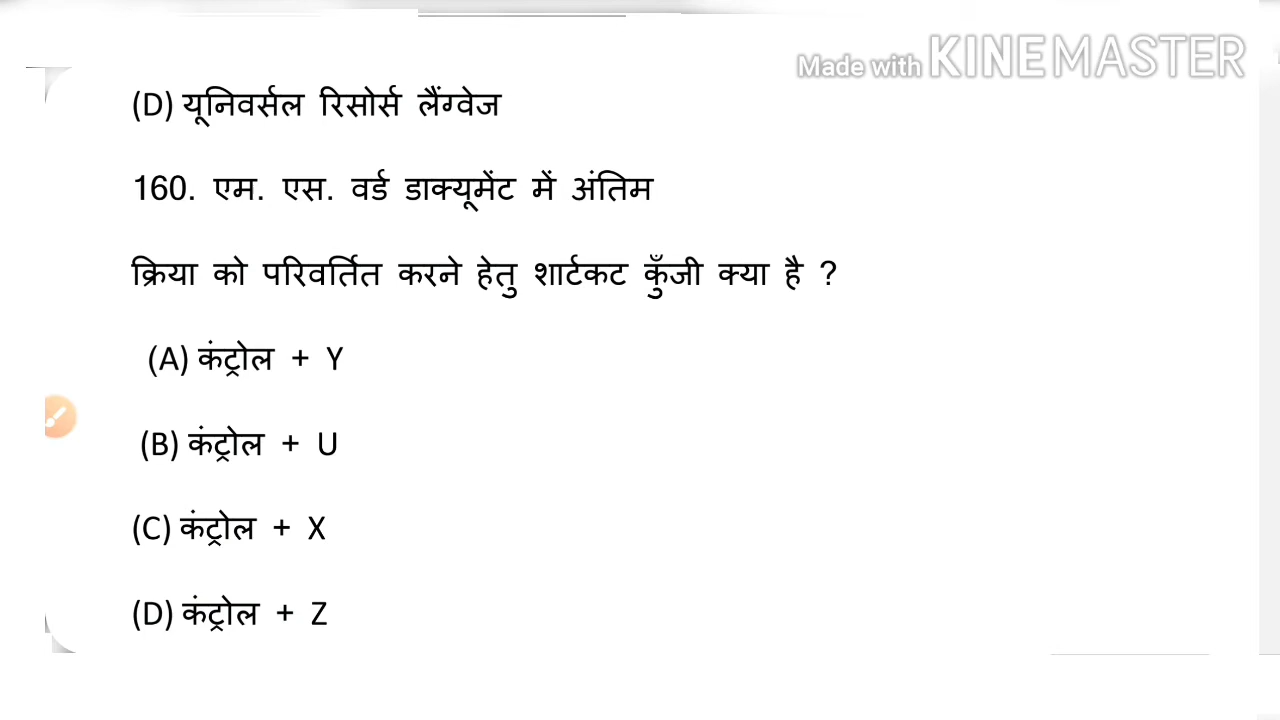 Made with KINEMASTER
(D) यूनिवर्सल रिसोर्स लैंग्वेज
160. एम. एस. वर्ड डाक्यूमेंट में अंतिम
क्रिया को परिवर्तित करने हेतु शार्टकट कुँजी क्या है ?
(A) कंट्रोल + Y
(B) कंट्रोल + U
(C) कंट्रोल + X
(D) कंट्रोल + Z